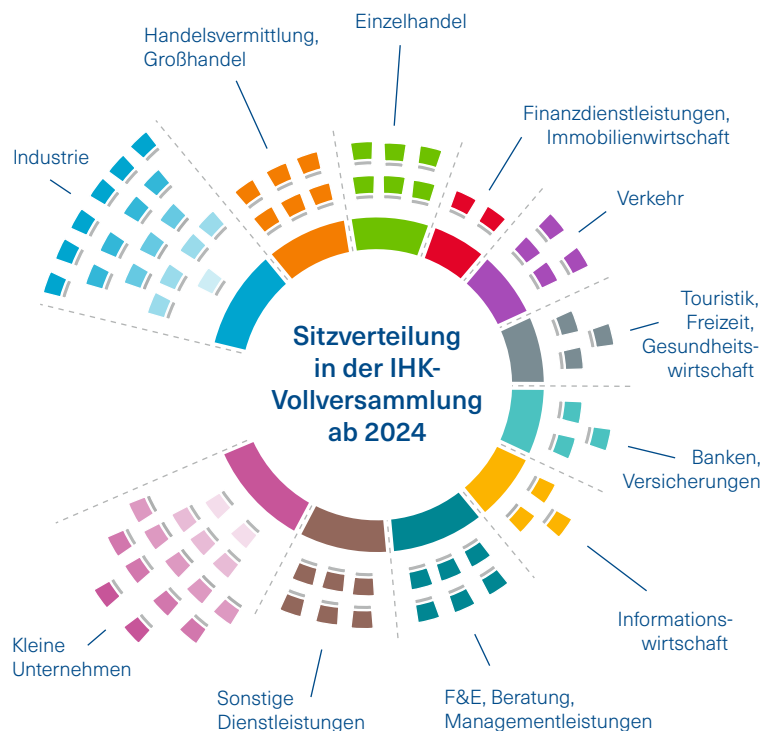 Einzelhandel
Handelsvermittlung,
Großhandel
Finanzdienstleistungen,
Immobilienwirtschaft
Industrie
Verkehr
Touristik,
Freizeit,
Gesundheits-
wirtschaft
Sitzverteilung
in der IHK-
Vollversammlung
ab 2024
Banken,
Versicherungen
Informations-
wirtschaft
Kleine
Unternehmen
Sonstige
Dienstleistungen
F&E, Beratung,
Managementleistungen